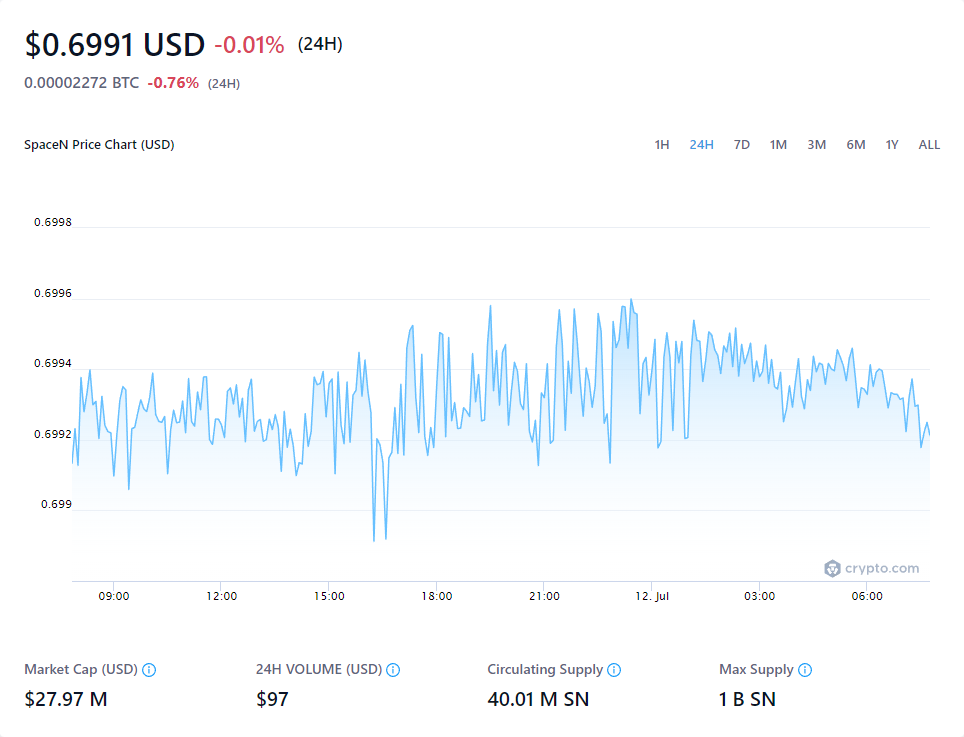 $0.6991 USD -0.01% (24H)
0.00002272 BTC -0.76% (24H)
SpaceN Price Chart (USD) 1H 24H 7D 1M 3M 6M 1Y ALL
0.6998
0.6996
0.6994
0.6992
0.699
crypto.com
09:00 12:00 15:00 18:00 21:00 12. Jul 03:00 06:00
Market Cap (USD) 24H VOLUME (USD) Circulating Supply Max Supply
$27.97 M $97 40.01 M SN 1 B SN